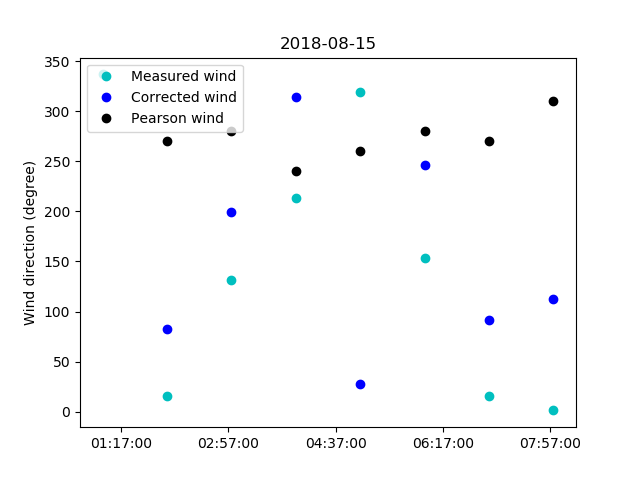 2018-08-15
Measured wind
Corrected wind
Pearson wind
Wind direction (degree)
350
300
250
200
150
100
50
0
01:17:00 02:57:00 04:37:00 06:17:00 07:57:00